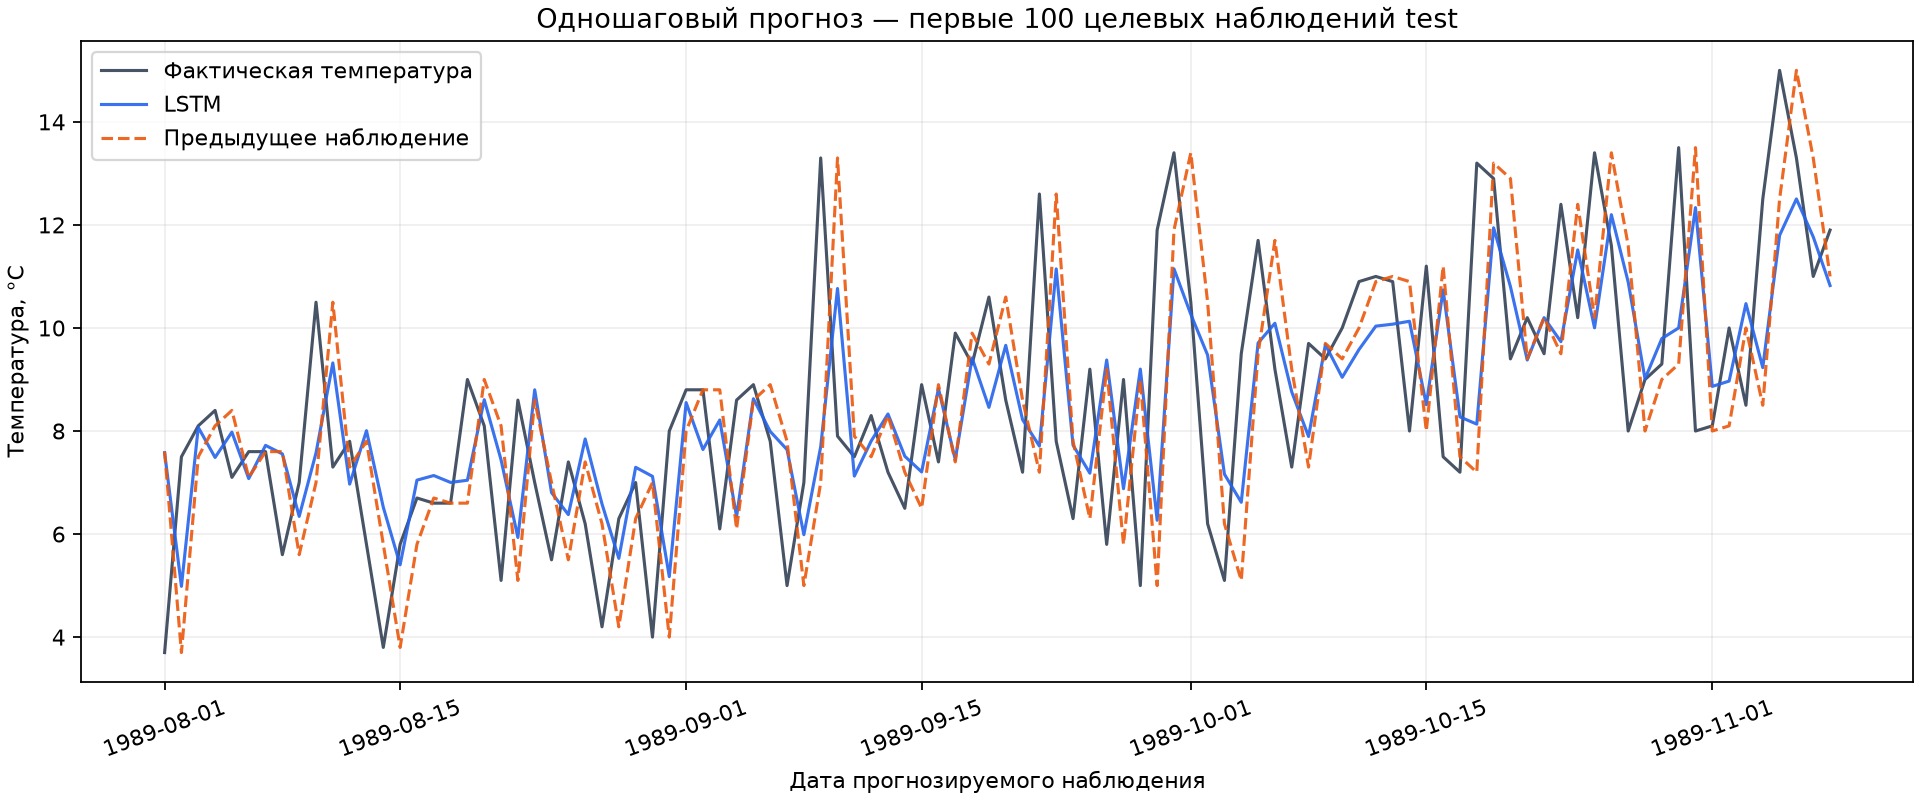 Одношаговый прогноз — первые 100 целевых наблюдений test
Фактическая температура
LSTM
Предыдущее наблюдение
Температура, °C
14
12
10
8
6
4
1989-08-01
1989-08-15
1989-09-01
1989-09-15
1989-10-01
1989-10-15
1989-11-01
Дата прогнозируемого наблюдения